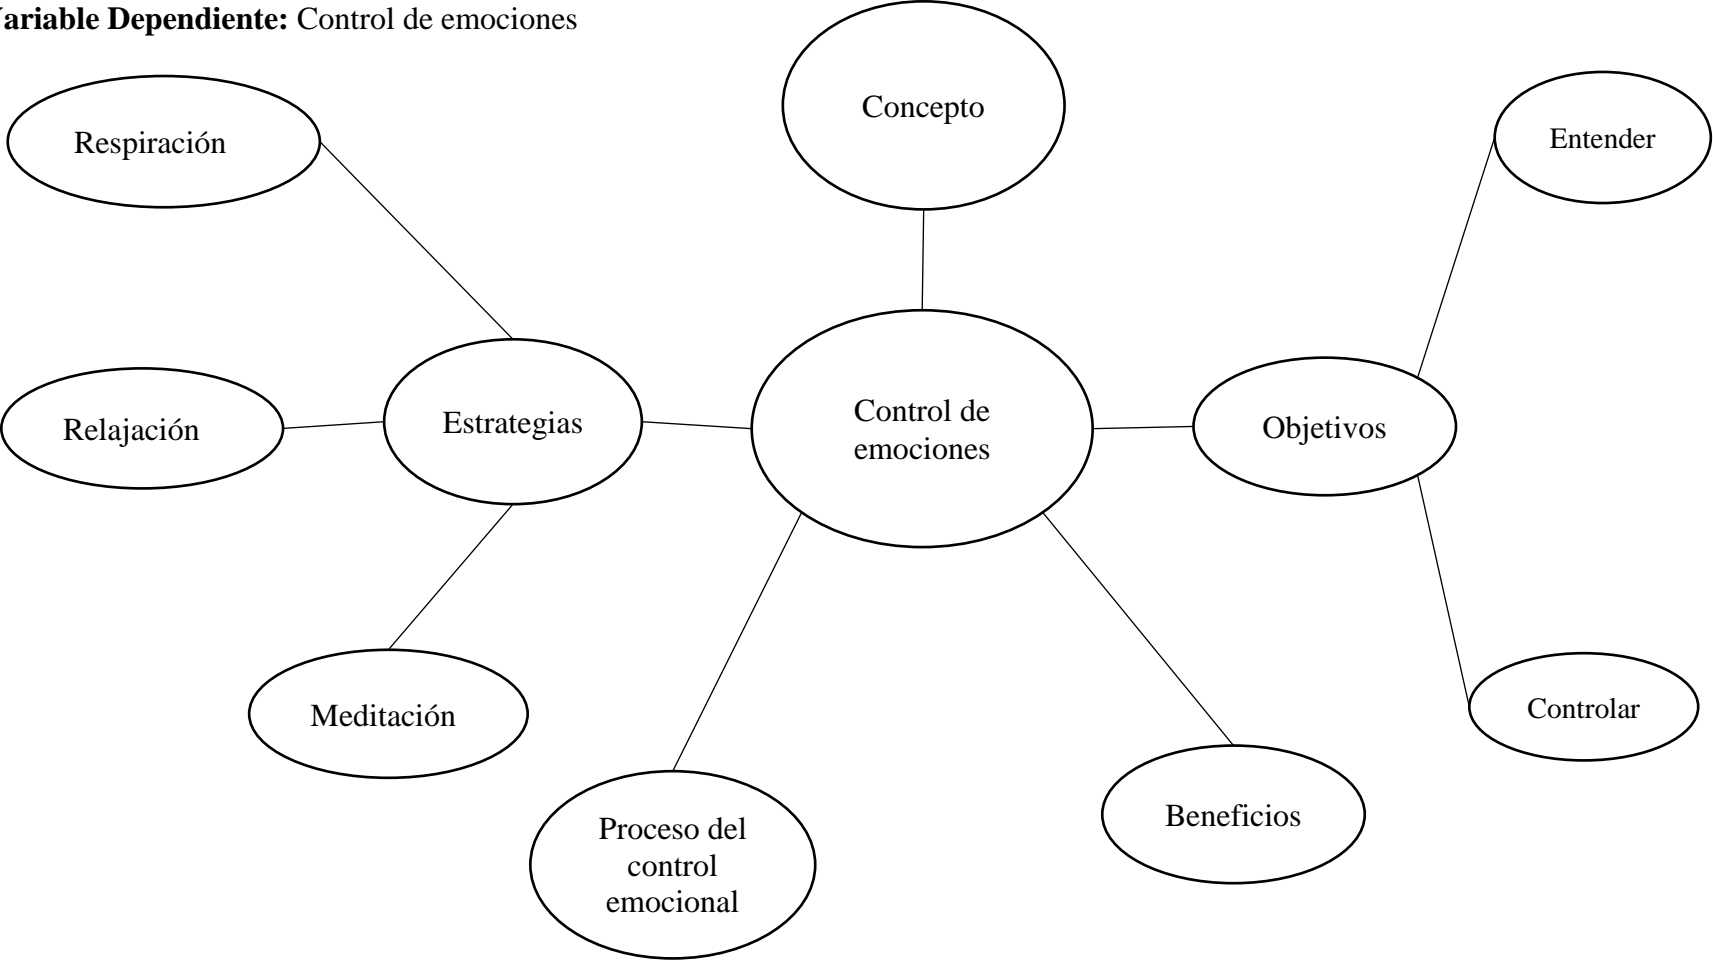 Variable Dependiente: Control de emociones
Concepto
Respiración
Entender
Relajación
Estrategias
Control de
emociones
Objetivos
Meditación
Controlar
Proceso del
control
emocional
Beneficios